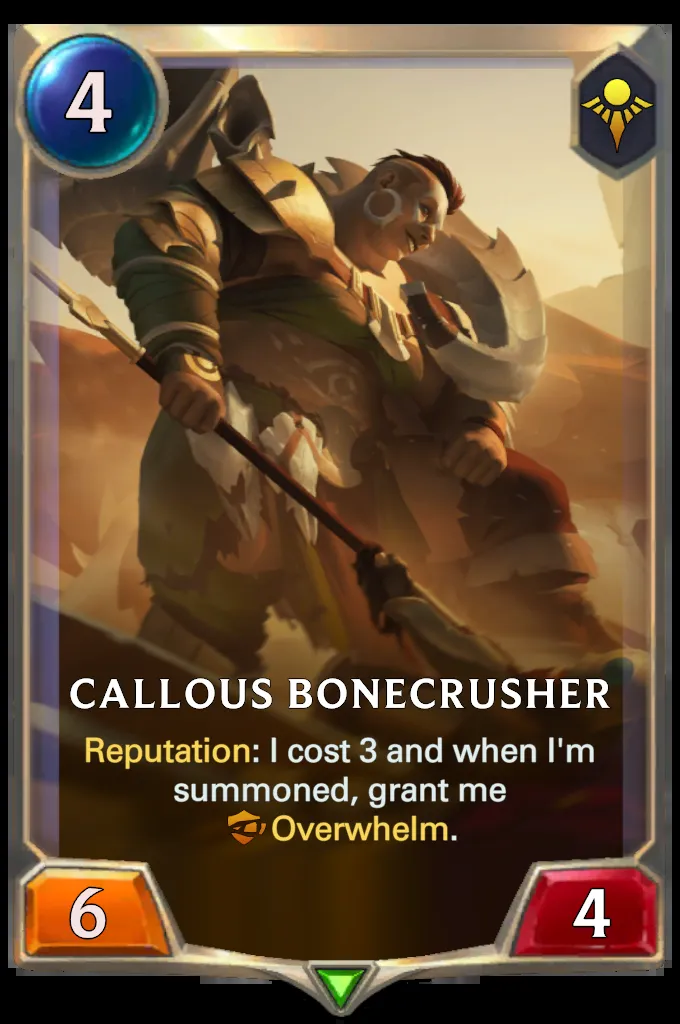 4
CALLOUS BONECRUSHER
Reputation: I cost 3 and when I'm
summoned, grant me
Overwhelm.
6
4